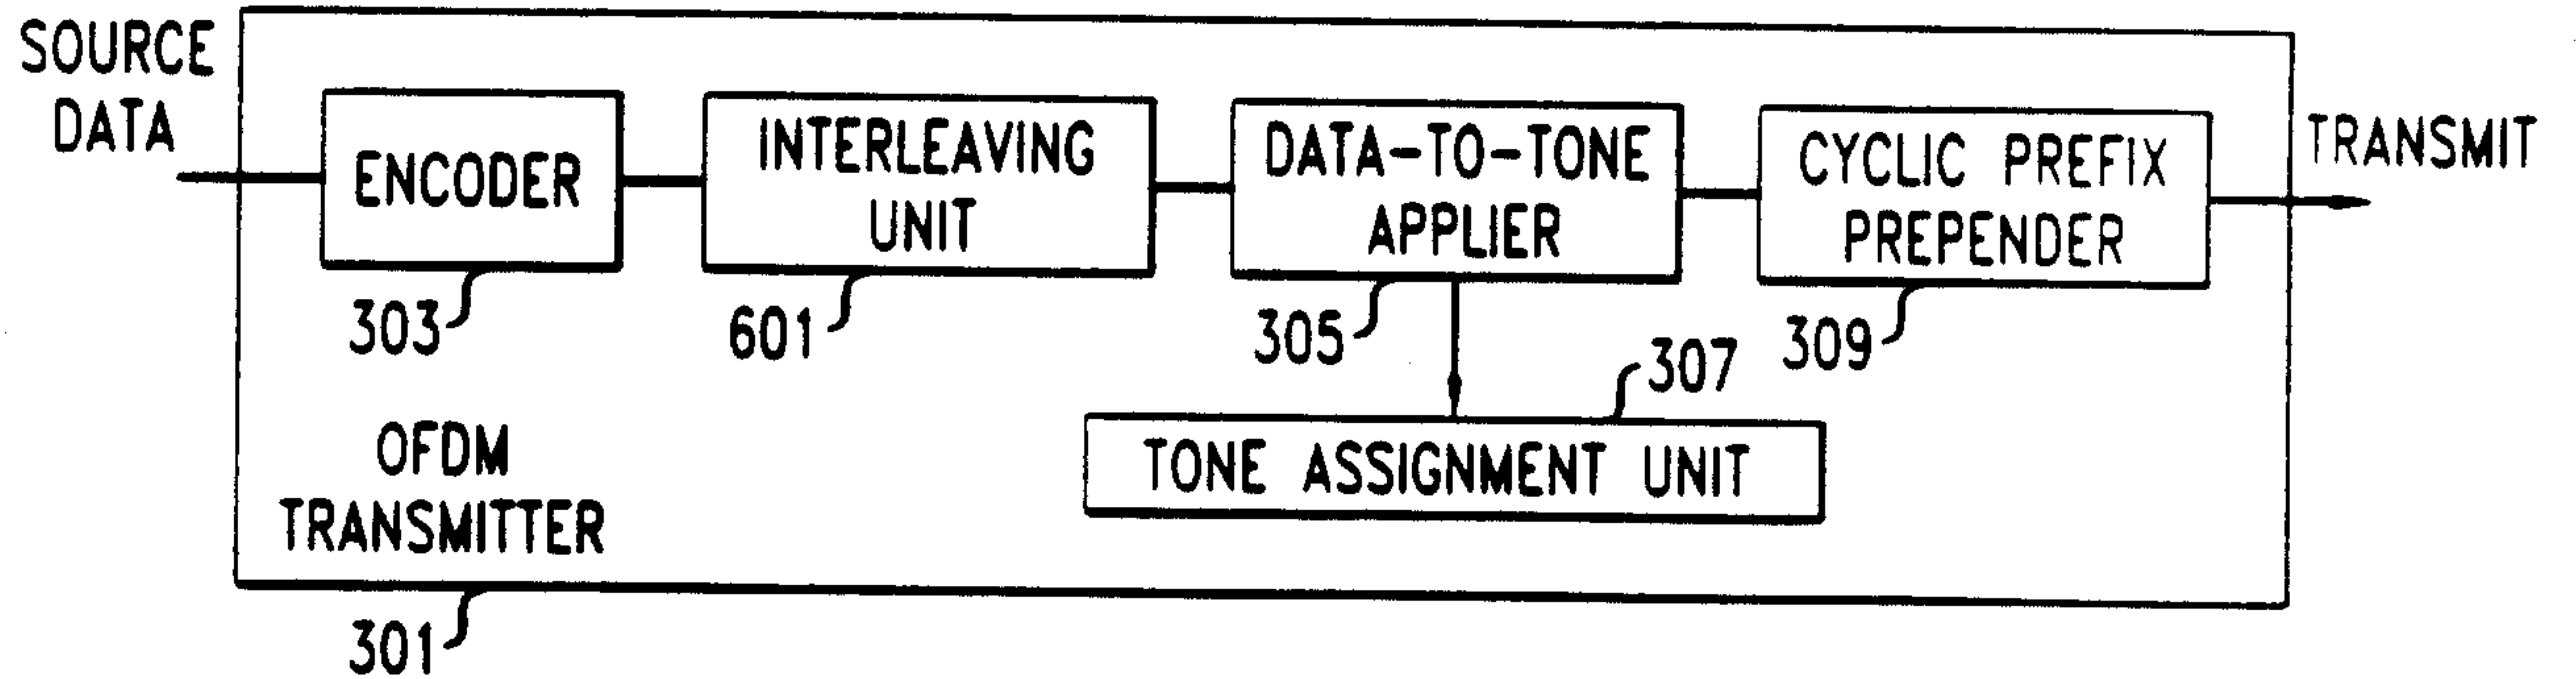 SOURCE
DATA
ENCODER
303
INTERLEAVING
UNIT
601
DATA-TO-TONE
APPLIER
305
CYCLIC PREFIX
PREPENDER
309
TRANSMIT
307
TONE ASSIGNMENT UNIT
OFDM
TRANSMITTER
301